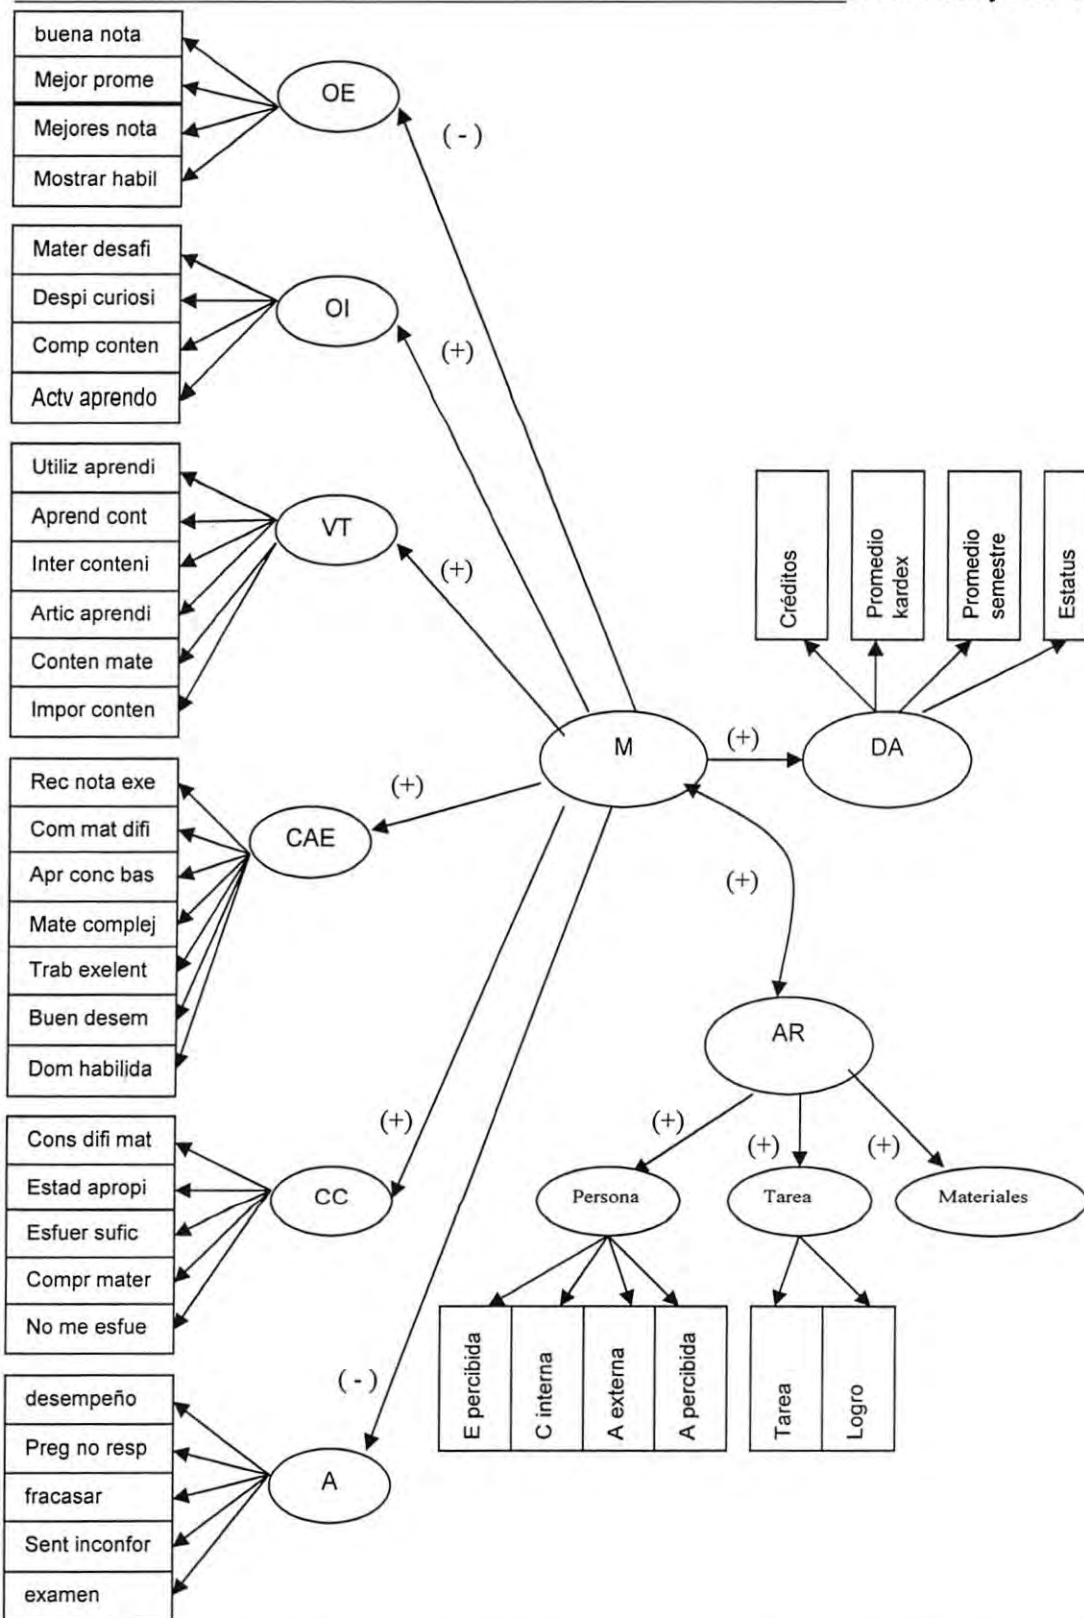 buena nota
Mejor prome
Mejores nota
Mostrar habil
OE
( - )
Mater desafi
Despi curiosi
Comp conten
Actv aprendo
OI
(+)
Utiliz aprendi
Aprend cont
Inter conteni
Artic aprendi
Conten mate
Impor conten
VT
(+)
Créditos
Promedio
kardex
Promedio
semestre
Estatus
M
(+)
DA
Rec nota exe
Com mat difi
Apr conc bas
Mate complej
Trab exelent
Buen desem
Dom habilida
CAE
(+)
(+)
AR
(+)
(+)
(+)
Persona
Tarea
Materiales
Cons difi mat
Estad apropi
Esfuer sufic
Compr mater
No me esfue
CC
(+)
E percibida
C interna
A externa
A percibida
Tarea
Logro
desempeño
Preg no resp
fracasar
Sent inconfor
examen
A
( - )